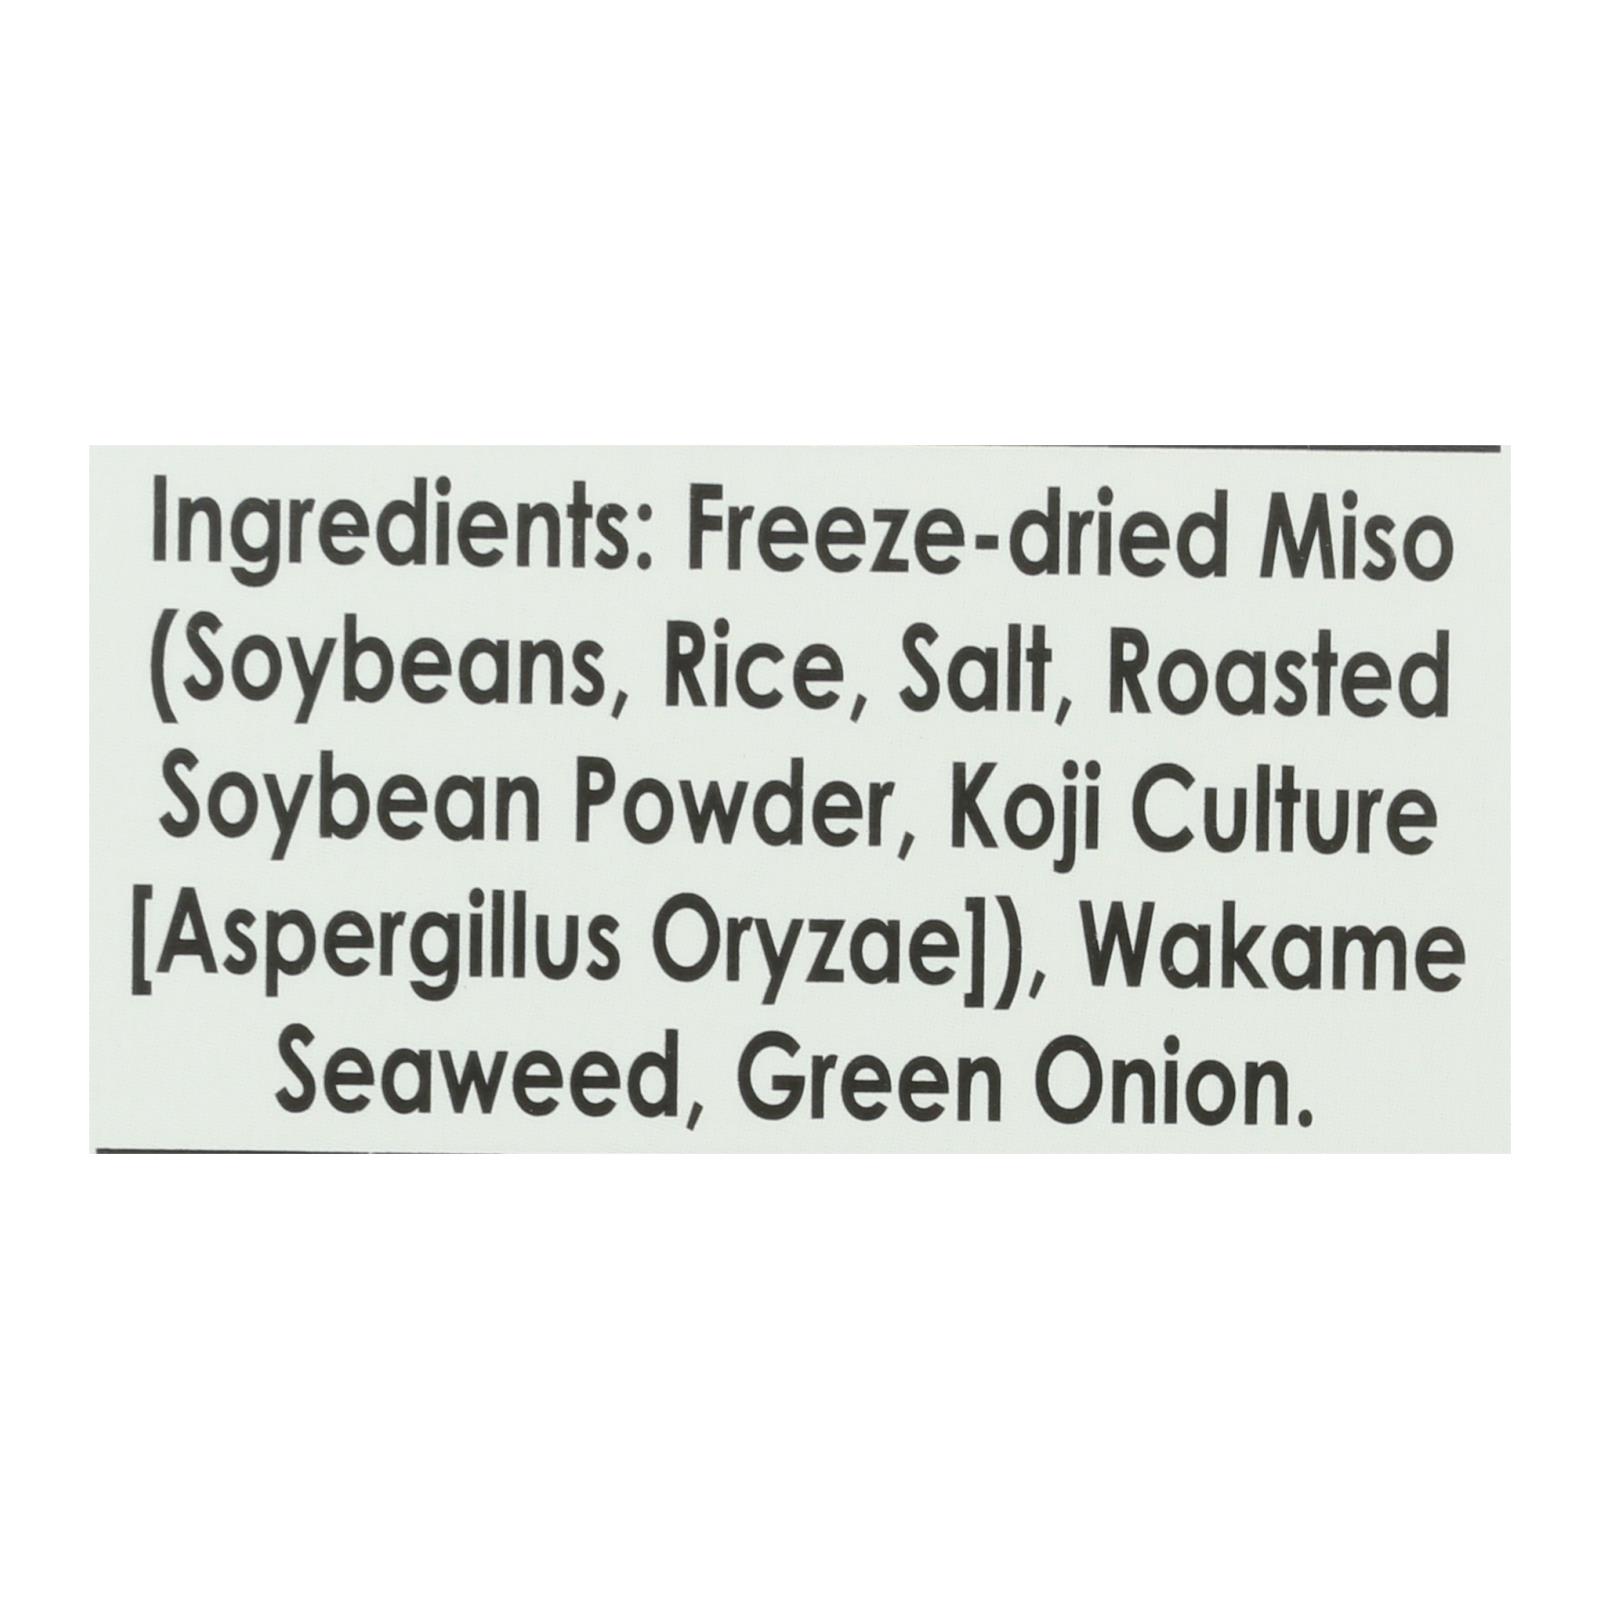 Ingredients: Freeze-dried Miso
(Soybeans, Rice, Salt, Roasted
Soybean Powder, Koji Culture
[Aspergillus Oryzae]), Wakame
Seaweed, Green Onion.